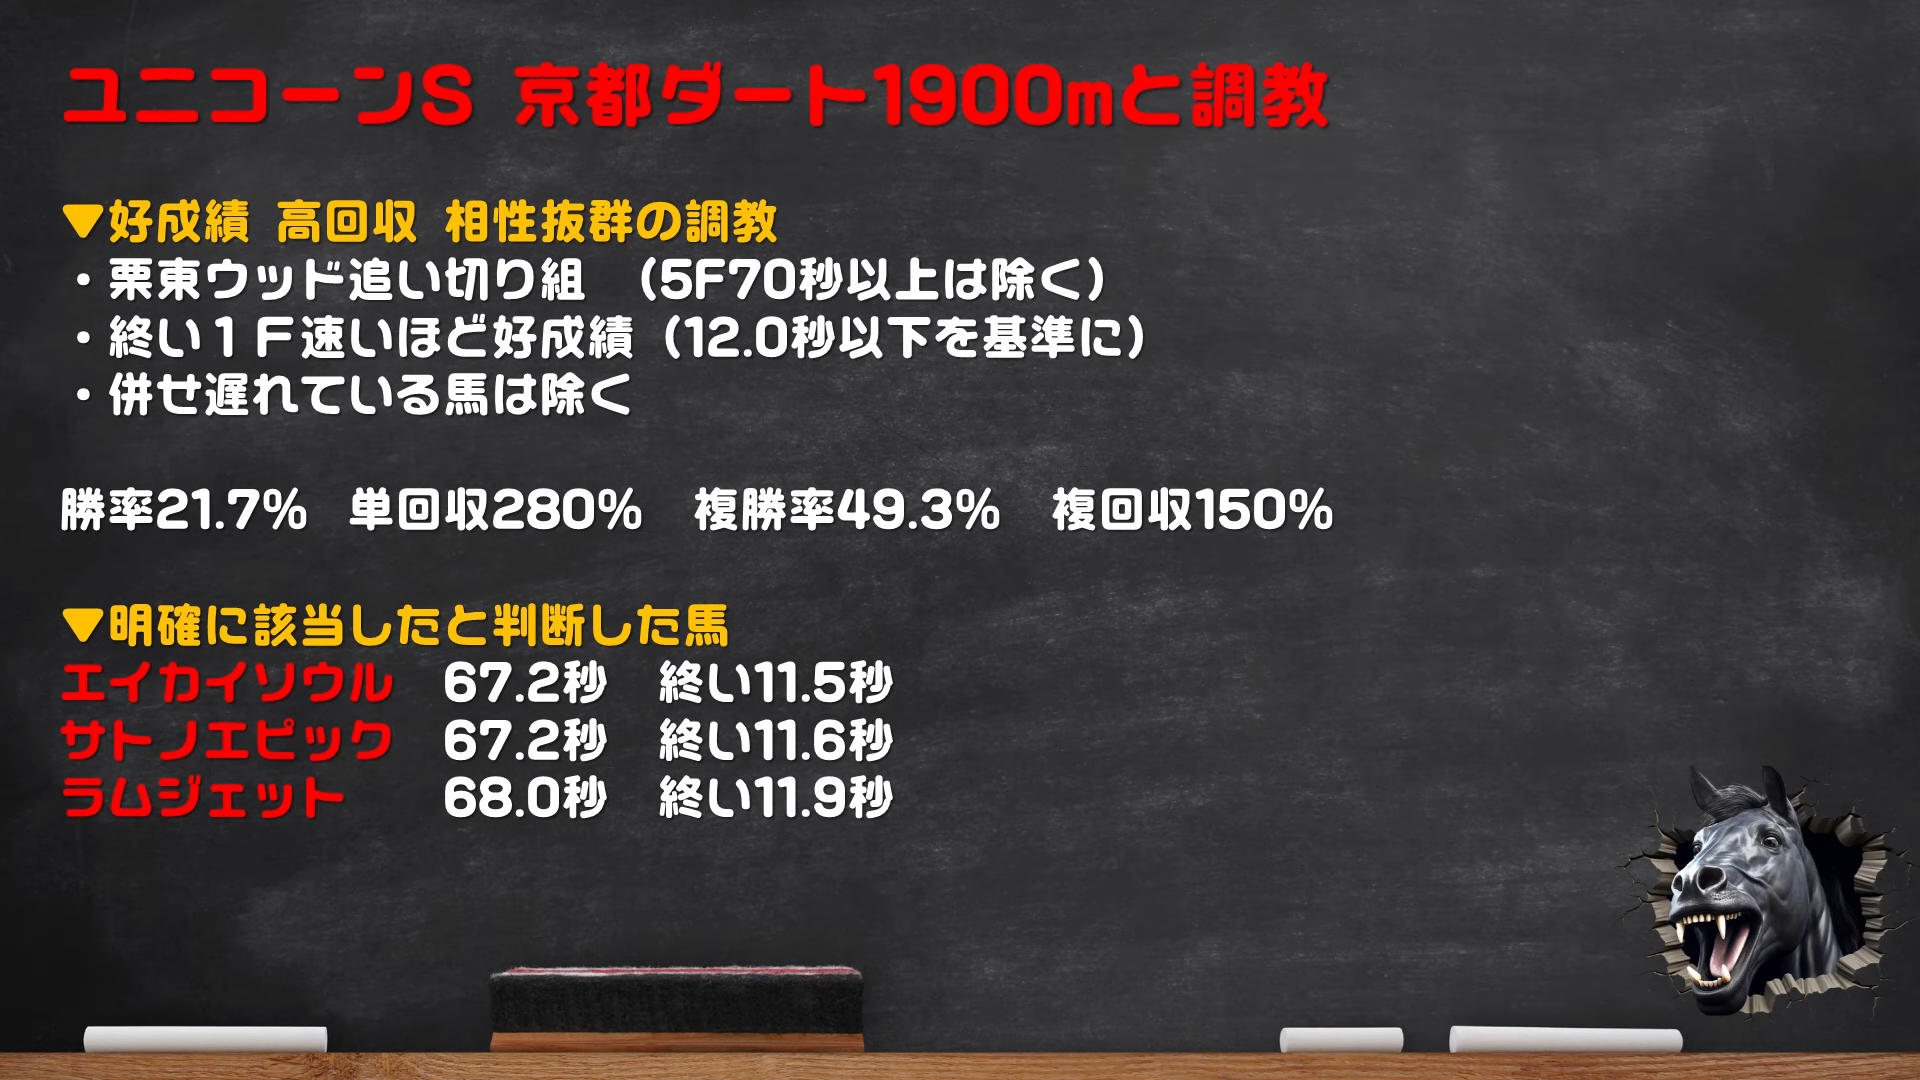 ユニコーンS 京都ダート1900mと調教
▼好成績 高回収 相性抜群の調教
・栗東ウッド追い切り組 （5F70秒以上は除く）
・終い１Ｆ速いほど好成績（12.0秒以下を基準に）
・併せ遅れている馬は除く
勝率21.7% 単回収280% 複勝率49.3% 複回収150%
▼明確に該当したと判断した馬
エイカイソウル 67.2秒 終い11.5秒
サトノエピック 67.2秒 終い11.6秒
ラムジェット 68.0秒 終い11.9秒